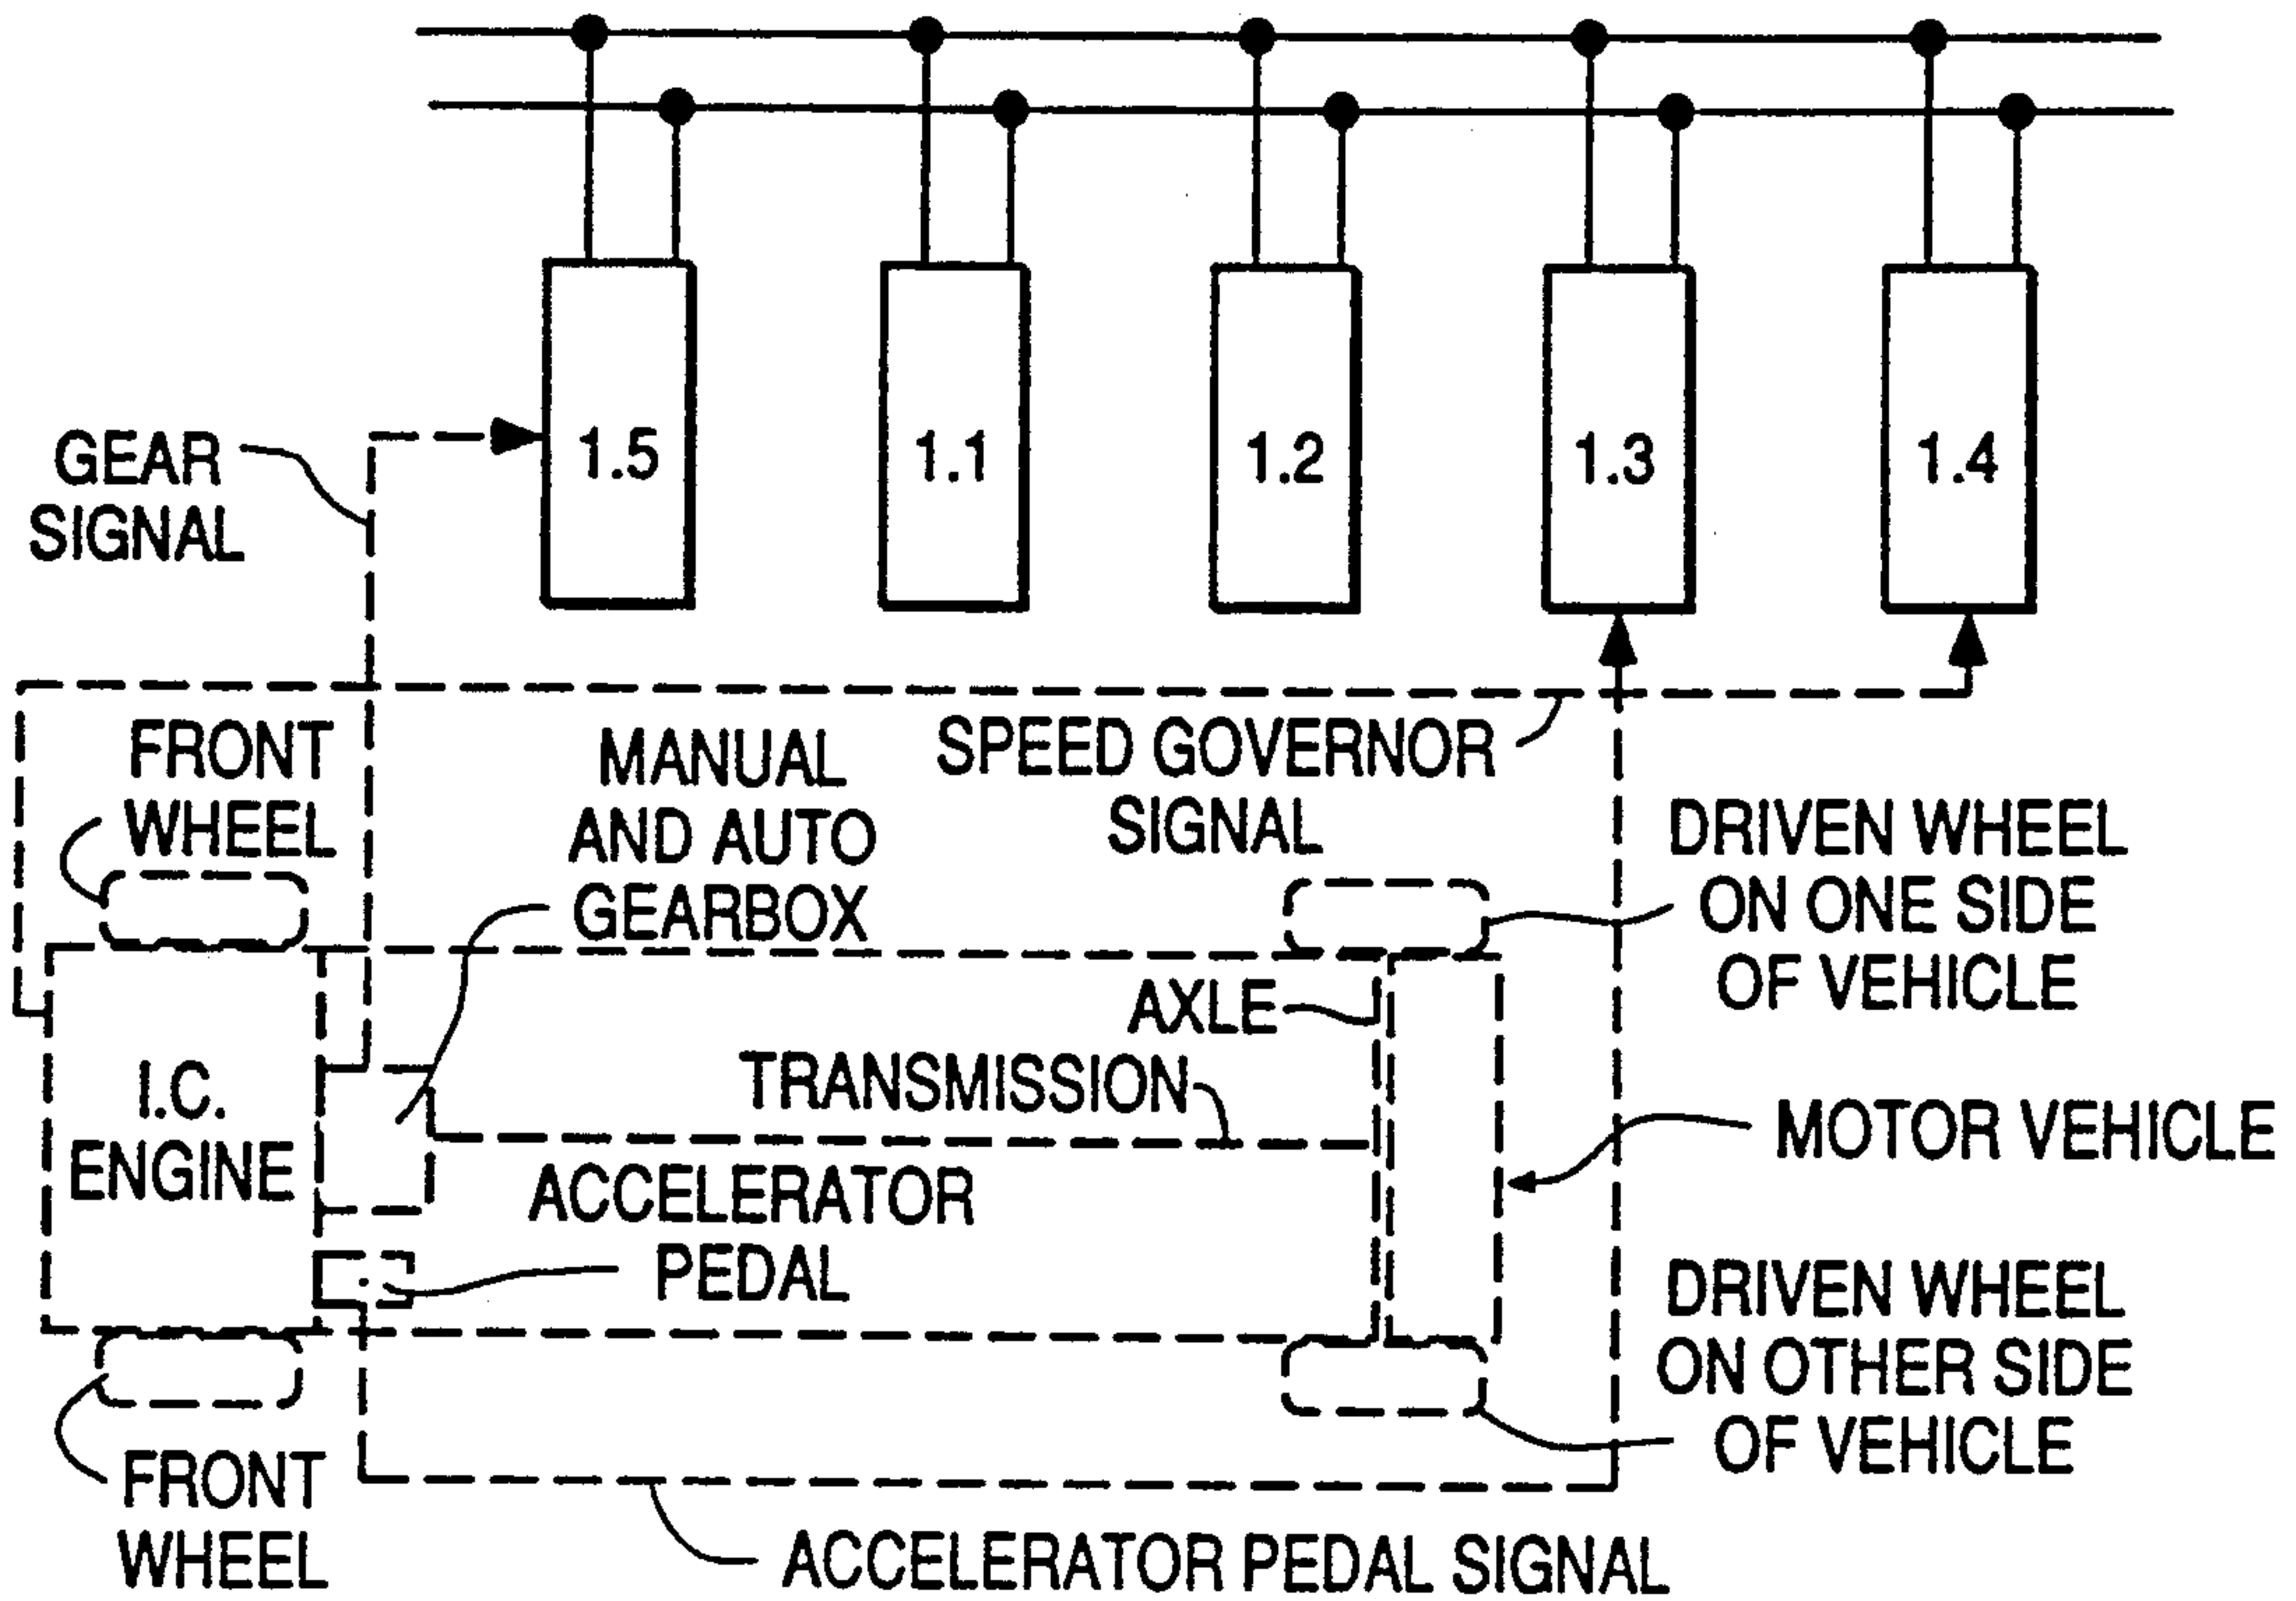 1.5
1.1
1.2
1.3
1.4
GEAR
SIGNAL
FRONT
WHEEL
MANUAL
AND AUTO
GEARBOX
SPEED GOVERNOR
SIGNAL
DRIVEN WHEEL
ON ONE SIDE
OF VEHICLE
AXLE
TRANSMISSION
I.C.
ENGINE
MOTOR VEHICLE
ACCELERATOR
PEDAL
DRIVEN WHEEL
ON OTHER SIDE
OF VEHICLE
FRONT
WHEEL
ACCELERATOR PEDAL SIGNAL